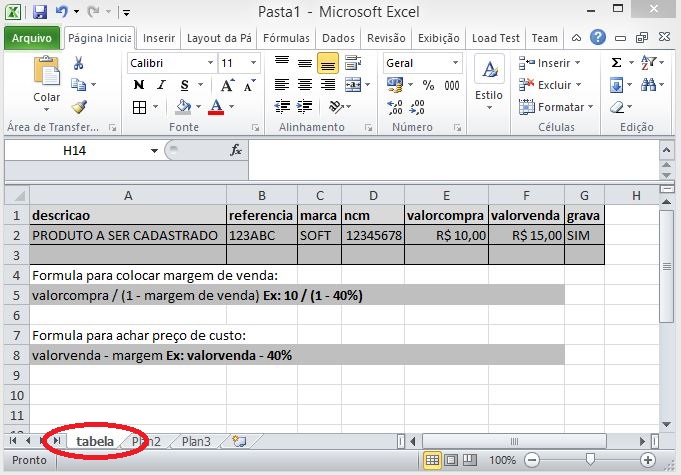 Pasta1 - Microsoft Excel
Arquivo Página Inicia Inserir Layout da Pá Fórmulas Dados Revisão Exibição Load Test Team
Colar Calibri 11 Geral Estilo Inserir
N I S A A % 000 Excluir
A Formatar
Área de Transfer... Fonte Alinhamento Número Células Edição
H14 fx
A B C D E F G H
1 descricao referencia marca ncm valorcompra valorvenda grava
2 PRODUTO A SER CADASTRADO 123ABC SOFT 12345678 R$ 10,00 R$ 15,00 SIM
3
4 Formula para colocar margem de venda:
5 valorcompra / (1 - margem de venda) Ex: 10 / (1 - 40%)
6
7 Formula para achar preço de custo:
8 valorvenda - margem Ex: valorvenda - 40%
9
10
11
tabela Plan2 Plan3
Pronto 100%